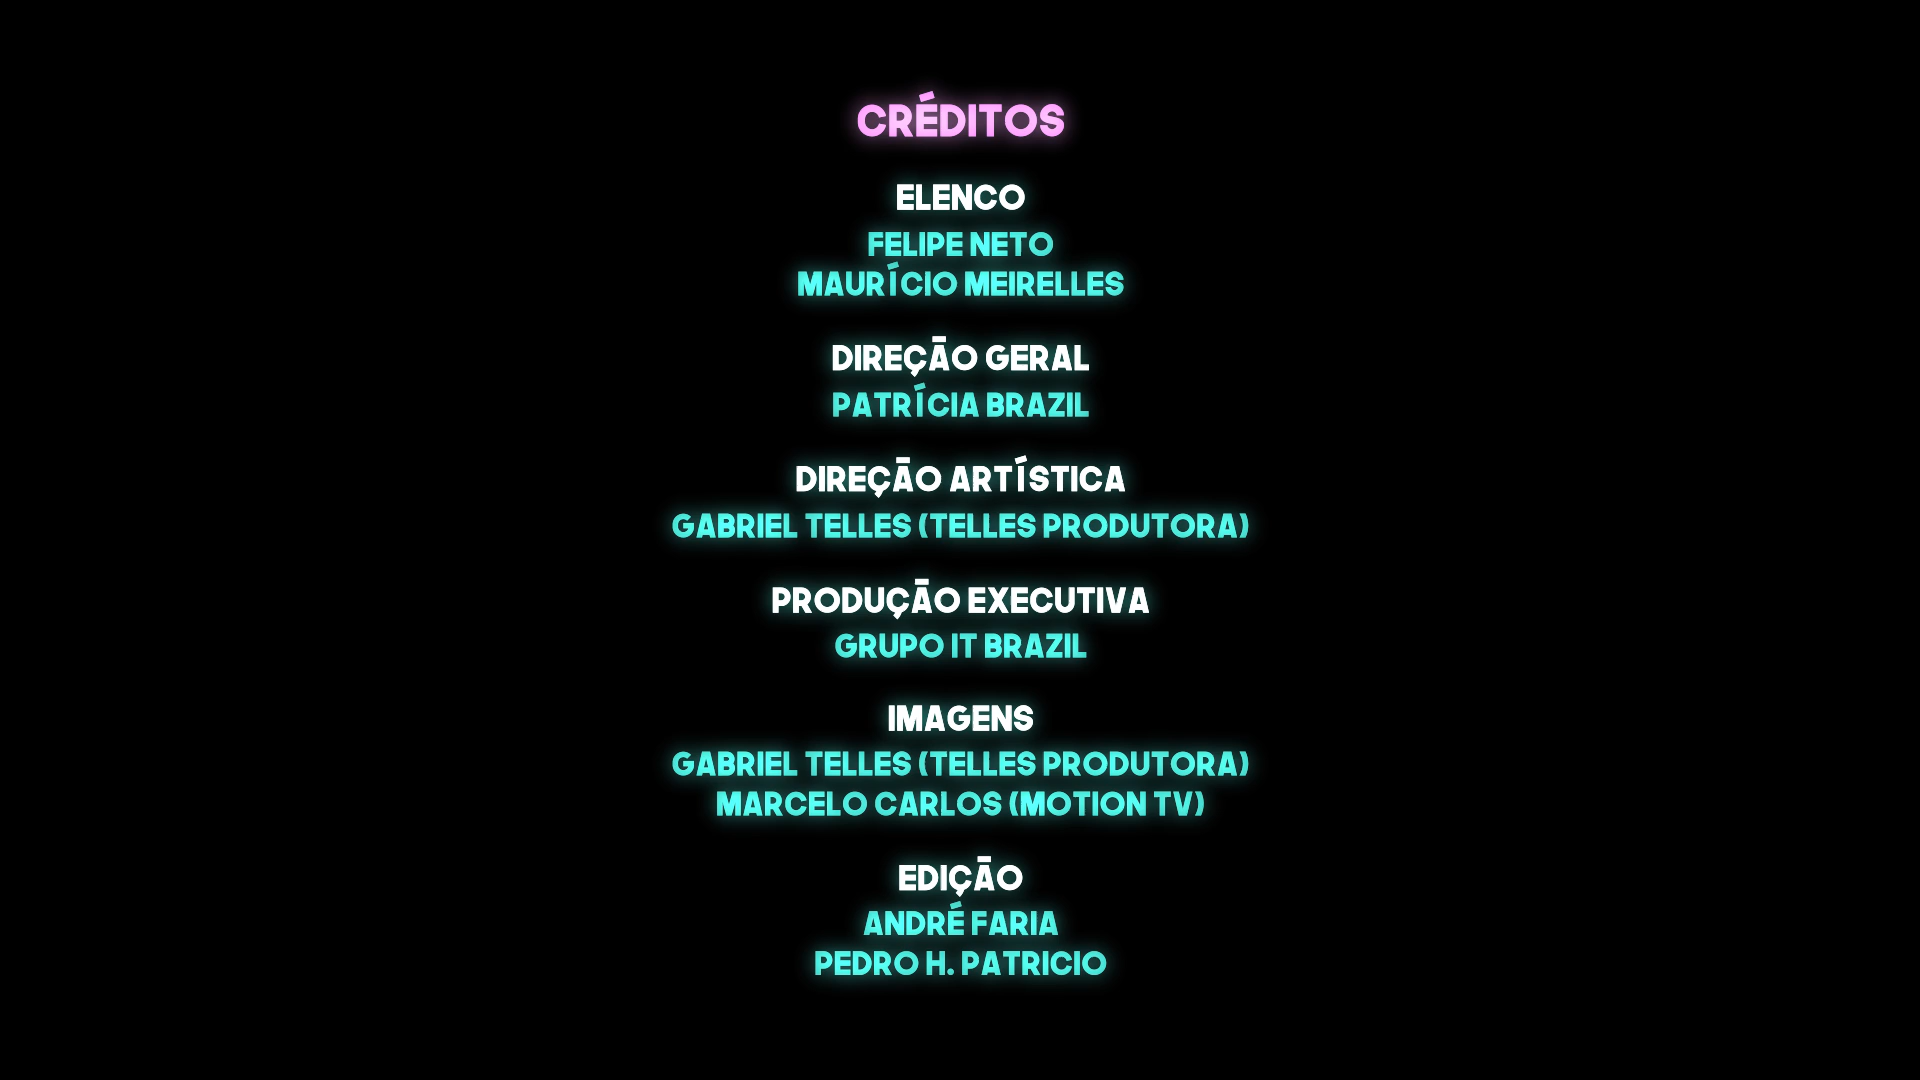 CRÉDITOS
ELENCO
FELIPE NETO
MAURÍCIO MEIRELLES
DIREÇÃO GERAL
PATRÍCIA BRAZIL
DIREÇÃO ARTÍSTICA
GABRIEL TELLES (TELLES PRODUTORA)
PRODUÇÃO EXECUTIVA
GRUPO IT BRAZIL
IMAGENS
GABRIEL TELLES (TELLES PRODUTORA)
MARCELO CARLOS (MOTION TV)
EDIÇÃO
ANDRÉ FARIA
PEDRO H. PATRICIO